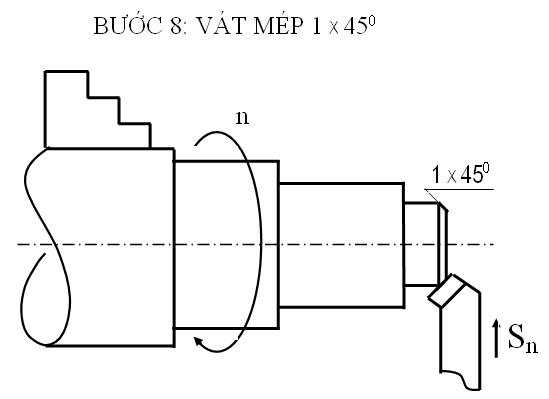 BƯỚC 8: VÁT MÉP 1 x 45⁰
n
1 x 45⁰
Sₙ